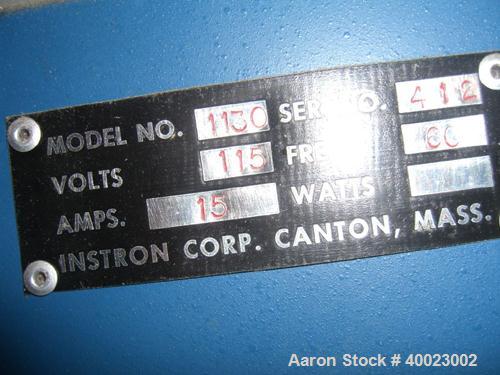 MODEL NO. 1130 SER. NO. 412
VOLTS 115 FREQ. 60
AMPS. 15 WATTS
INSTRON CORP. CANTON, MASS.
Aaron Stock # 40023002